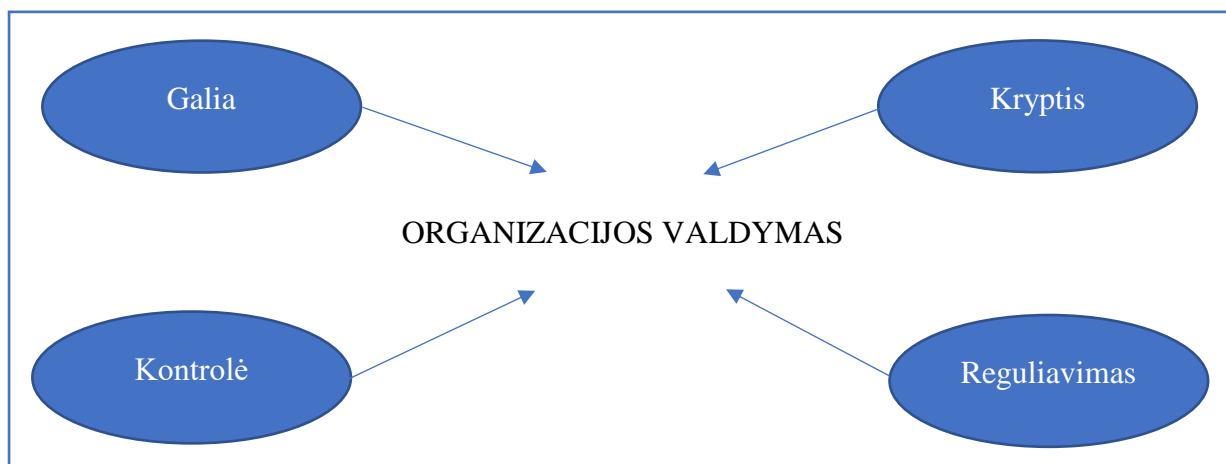 Galia
Kryptis
ORGANIZACIJOS VALDYMAS
Kontrolė
Reguliavimas